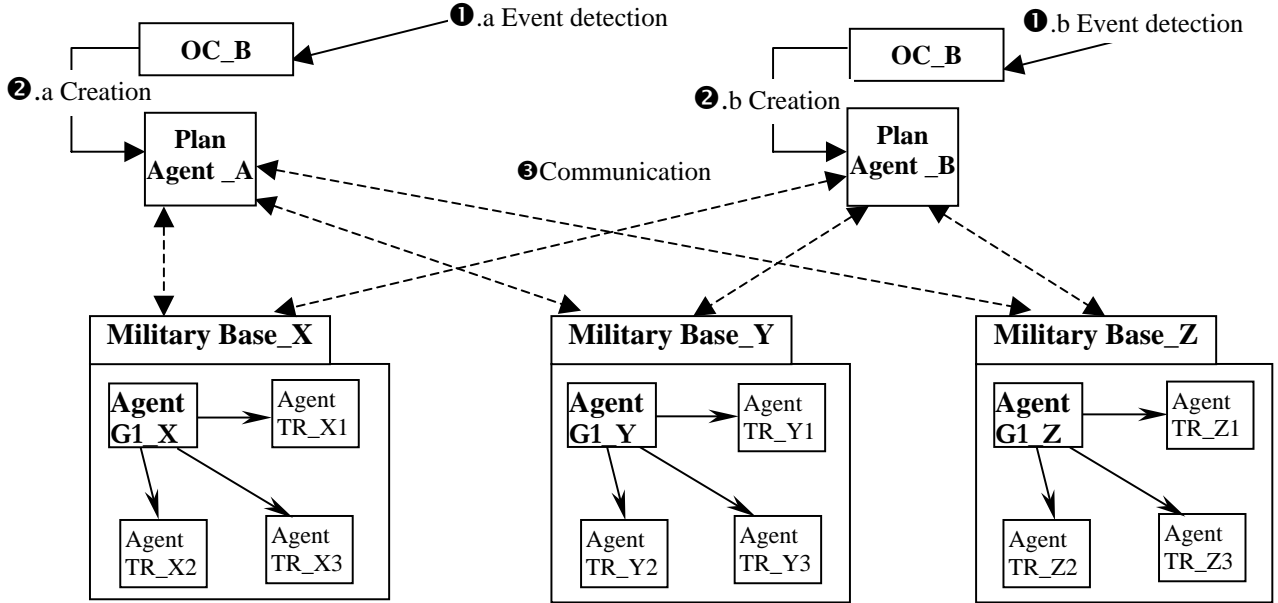 ❶.a Event detection
OC_B
❷.a Creation
Plan
Agent _A
❶.b Event detection
OC_B
❷.b Creation
Plan
Agent _B
❸Communication
Military Base_X
Agent
G1_X
Agent
TR_X1
Agent
TR_X2
Agent
TR_X3
Military Base_Y
Agent
G1_Y
Agent
TR_Y1
Agent
TR_Y2
Agent
TR_Y3
Military Base_Z
Agent
G1_Z
Agent
TR_Z1
Agent
TR_Z2
Agent
TR_Z3